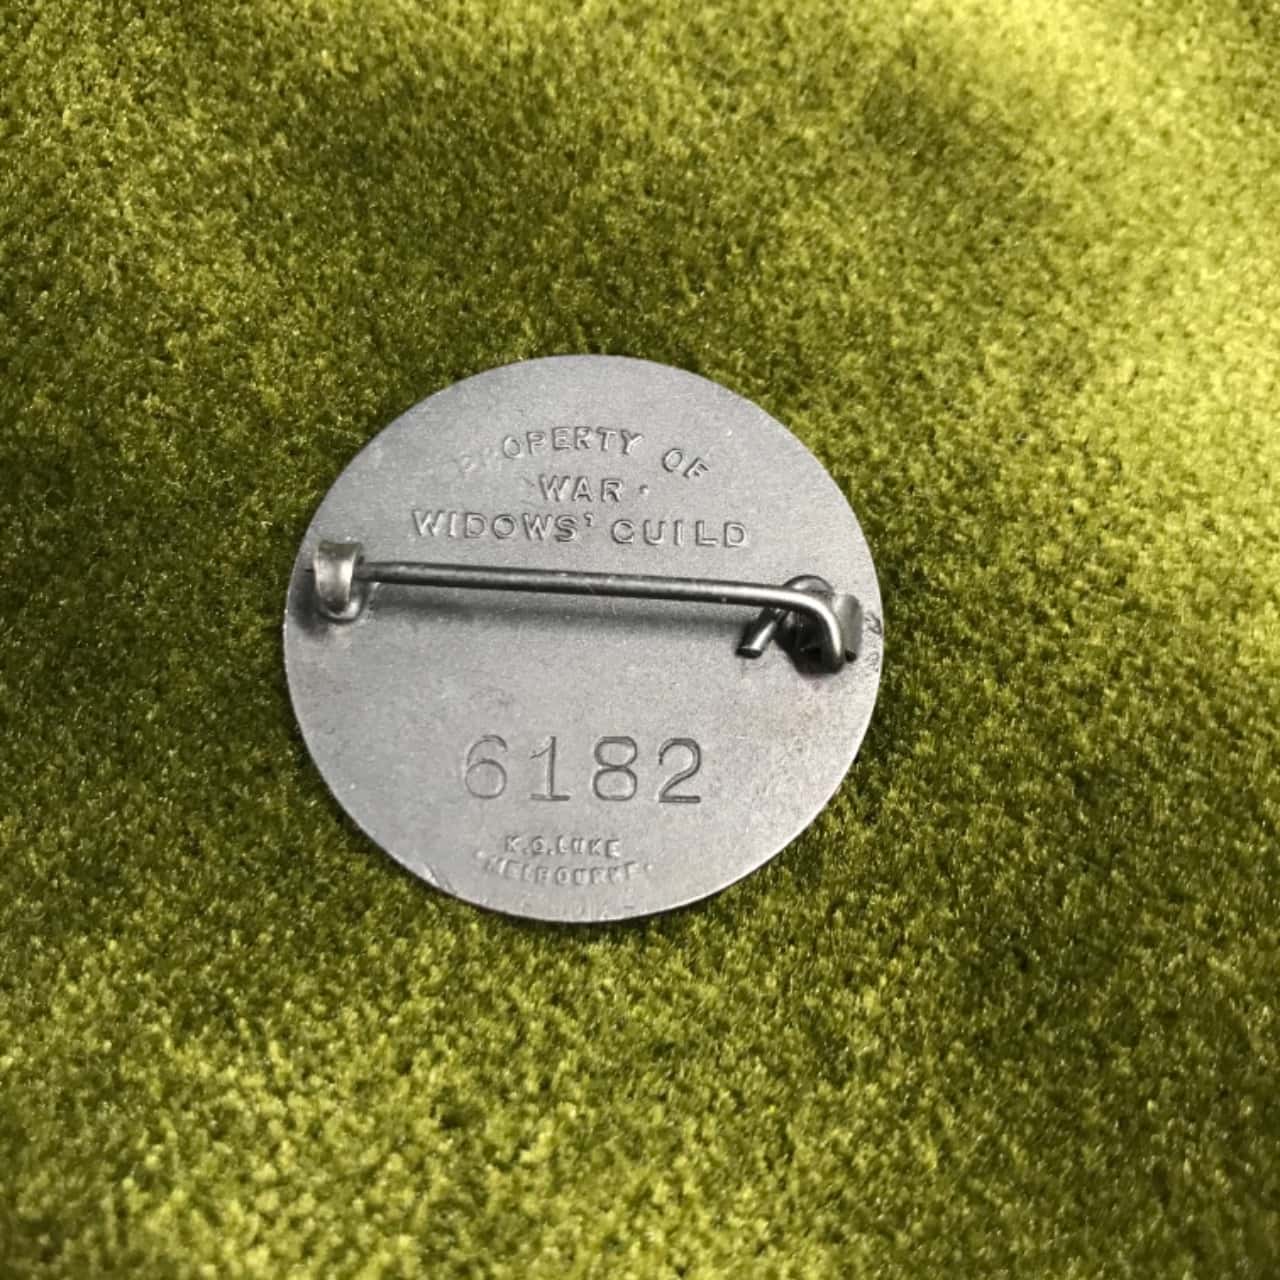 PROPERTY OF
WAR
WIDOWS' GUILD
6182
K.G.LUKE
·MELBOURNE·